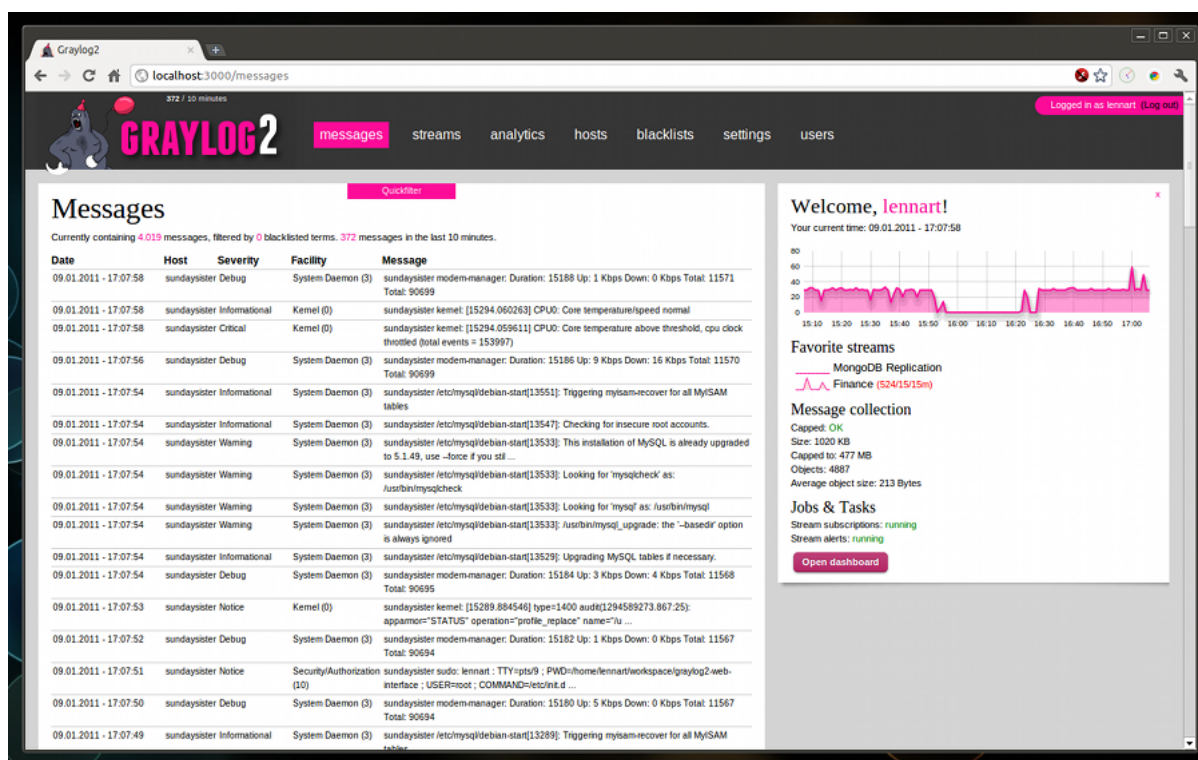 Graylog2
localhost:3000/messages
372 / 10 minutes
Logged in as lennart (Log out)
GRAYLOG2
messages streams analytics hosts blacklists settings users
Quickfilter
Messages
Currently containing 4.019 messages, filtered by 0 blacklisted terms. 372 messages in the last 10 minutes.
Date Host Severity Facility Message
09.01.2011 - 17:07:58 sundaysister Debug System Daemon (3) sundaysister modem-manager: Duration: 15188 Up: 1 Kbps Down: 0 Kbps Total: 11571
Total: 90699
09.01.2011 - 17:07:58 sundaysister Informational Kernel (0) sundaysister kernel: [15294.060263] CPU0: Core temperature/speed normal
09.01.2011 - 17:07:58 sundaysister Critical Kernel (0) sundaysister kernel: [15294.059611] CPU0: Core temperature above threshold, cpu clock
throttled (total events = 153997)
09.01.2011 - 17:07:56 sundaysister Debug System Daemon (3) sundaysister modem-manager: Duration: 15186 Up: 9 Kbps Down: 16 Kbps Total: 11570
Total: 90699
09.01.2011 - 17:07:54 sundaysister Informational System Daemon (3) sundaysister /etc/mysql/debian-start[13551]: Triggering myisam-recover for all MyISAM
tables
09.01.2011 - 17:07:54 sundaysister Informational System Daemon (3) sundaysister /etc/mysql/debian-start[13547]: Checking for insecure root accounts.
09.01.2011 - 17:07:54 sundaysister Warning System Daemon (3) sundaysister /etc/mysql/debian-start[13533]: This installation of MySQL is already upgraded
to 5.1.49, use --force if you stil ...
09.01.2011 - 17:07:54 sundaysister Warning System Daemon (3) sundaysister /etc/mysql/debian-start[13533]: Looking for 'mysqlcheck' as:
/usr/bin/mysqlcheck
09.01.2011 - 17:07:54 sundaysister Warning System Daemon (3) sundaysister /etc/mysql/debian-start[13533]: Looking for 'mysql' as: /usr/bin/mysql
09.01.2011 - 17:07:54 sundaysister Warning System Daemon (3) sundaysister /etc/mysql/debian-start[13533]: /usr/bin/mysql_upgrade: the '--basedir' option
is always ignored
09.01.2011 - 17:07:54 sundaysister Informational System Daemon (3) sundaysister /etc/mysql/debian-start[13529]: Upgrading MySQL tables if necessary.
09.01.2011 - 17:07:54 sundaysister Debug System Daemon (3) sundaysister modem-manager: Duration: 15184 Up: 3 Kbps Down: 4 Kbps Total: 11568
Total: 90695
09.01.2011 - 17:07:53 sundaysister Notice Kernel (0) sundaysister kernel: [15289.884546] type=1400 audit(1294589273.867:25):
apparmor="STATUS" operation="profile_replace" name="/u ...
09.01.2011 - 17:07:52 sundaysister Debug System Daemon (3) sundaysister modem-manager: Duration: 15182 Up: 1 Kbps Down: 0 Kbps Total: 11567
Total: 90694
09.01.2011 - 17:07:51 sundaysister Notice Security/Authorization sundaysister sudo: lennart ; TTY=pts/9 ; PWD=/home/lennart/workspace/graylog2-web-
(10) interface ; USER=root ; COMMAND=/etc/init.d ...
09.01.2011 - 17:07:50 sundaysister Debug System Daemon (3) sundaysister modem-manager: Duration: 15180 Up: 5 Kbps Down: 0 Kbps Total: 11567
Total: 90694
09.01.2011 - 17:07:49 sundaysister Informational System Daemon (3) sundaysister /etc/mysql/debian-start[13289]: Triggering myisam-recover for all MyISAM
tables
x
Welcome, lennart!
Your current time: 09.01.2011 - 17:07:58
80
60
40
20
0
15:10 15:20 15:30 15:40 15:50 16:00 16:10 16:20 16:30 16:40 16:50 17:00
Favorite streams
MongoDB Replication
Finance (524/15/15m)
Message collection
Capped: OK
Size: 1020 KB
Capped to: 477 MB
Objects: 4887
Average object size: 213 Bytes
Jobs & Tasks
Stream subscriptions: running
Stream alerts: running
Open dashboard